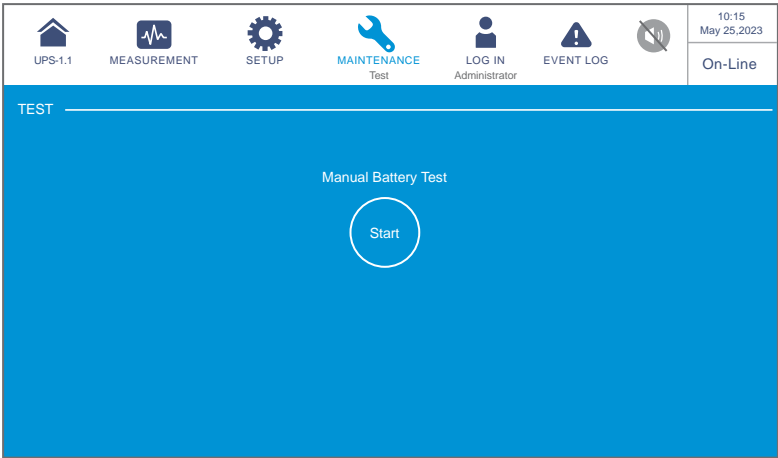 10:15
May 25,2023
UPS-1.1
MEASUREMENT
SETUP
MAINTENANCE
Test
LOG IN
Administrator
EVENT LOG
On-Line
TEST
Manual Battery Test
Start